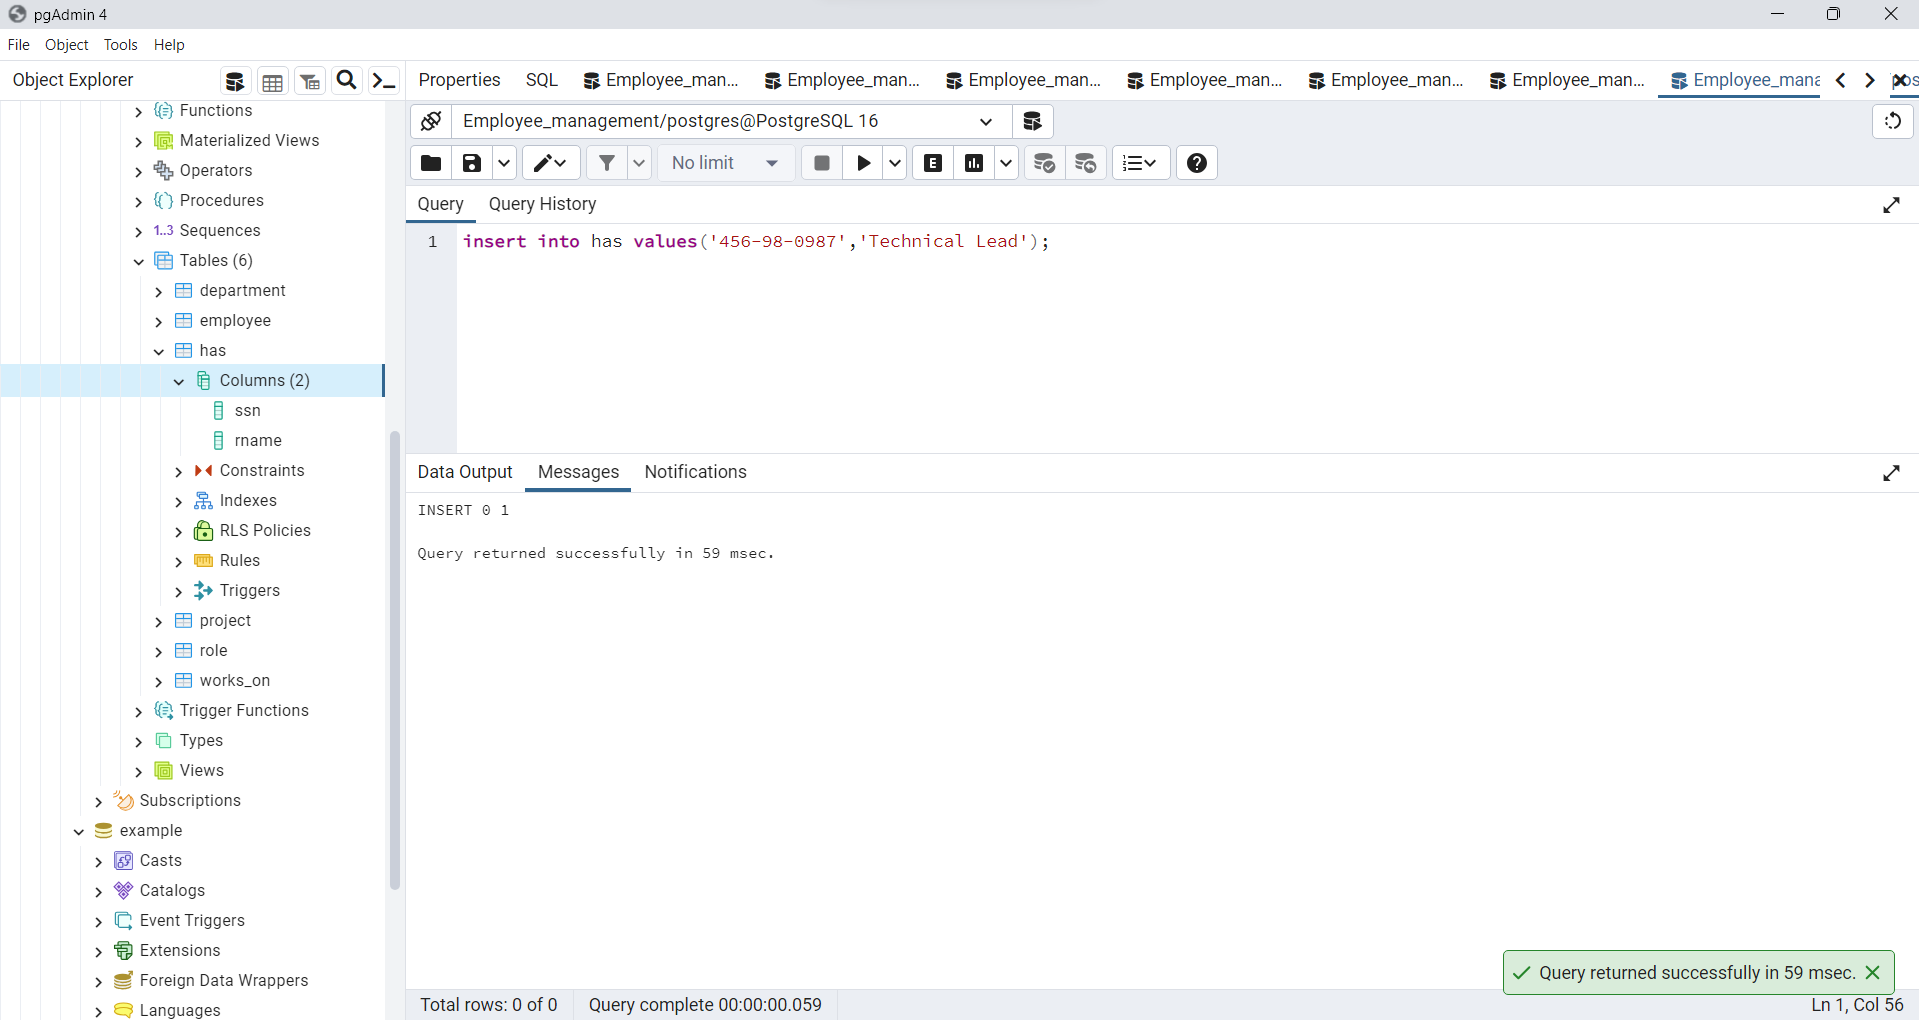 pgAdmin 4
File Object Tools Help
Object Explorer
Properties SQL Employee_man... Employee_man... Employee_man... Employee_man... Employee_man... Employee_man... Employee_mana
Functions
Materialized Views
Operators
Procedures
1..3 Sequences
Tables (6)
department
employee
has
Columns (2)
ssn
rname
Constraints
Indexes
RLS Policies
Rules
Triggers
project
role
works_on
Trigger Functions
Types
Views
Subscriptions
example
Casts
Catalogs
Event Triggers
Extensions
Foreign Data Wrappers
Languages
Employee_management/postgres@PostgreSQL 16
No limit
E
Query Query History
1 insert into has values('456-98-0987','Technical Lead');
Data Output Messages Notifications
INSERT 0 1
Query returned successfully in 59 msec.
Query returned successfully in 59 msec.
Total rows: 0 of 0 Query complete 00:00:00.059 Ln 1, Col 56